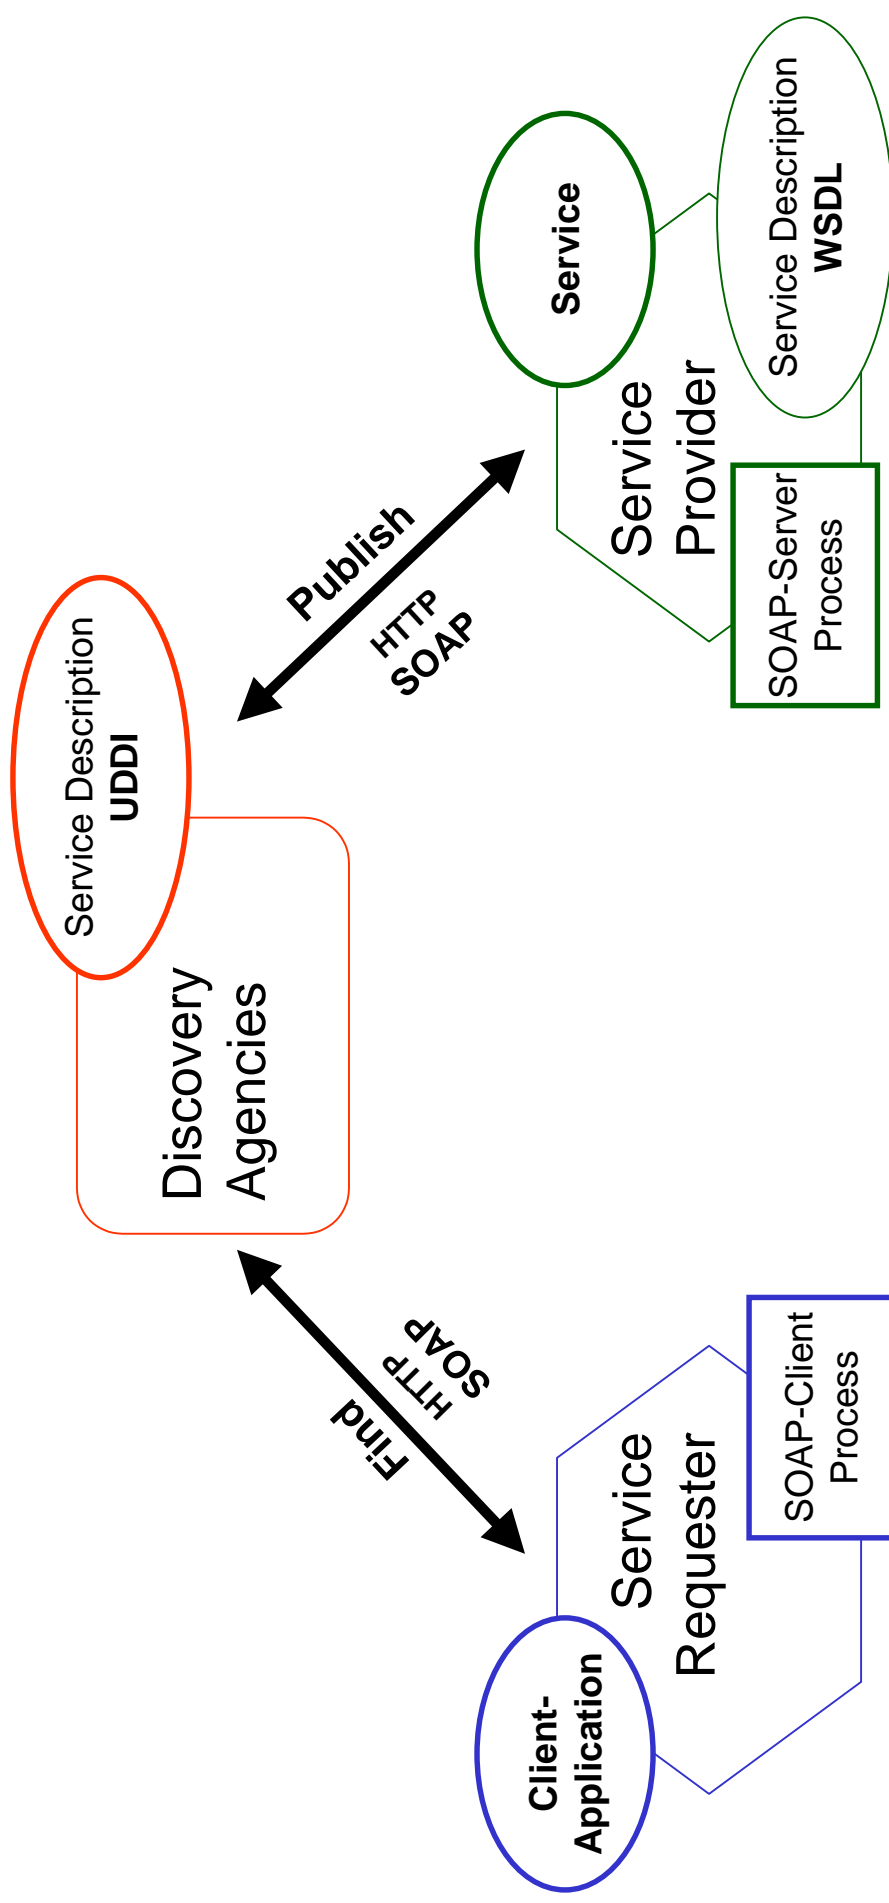 Service Description
UDDI
Discovery
Agencies
Find
HTTP
SOAP
Publish
HTTP
SOAP
Client-
Application
Service
Requester
SOAP-Client
Process
Service
Service
Provider
SOAP-Server
Process
Service Description
WSDL